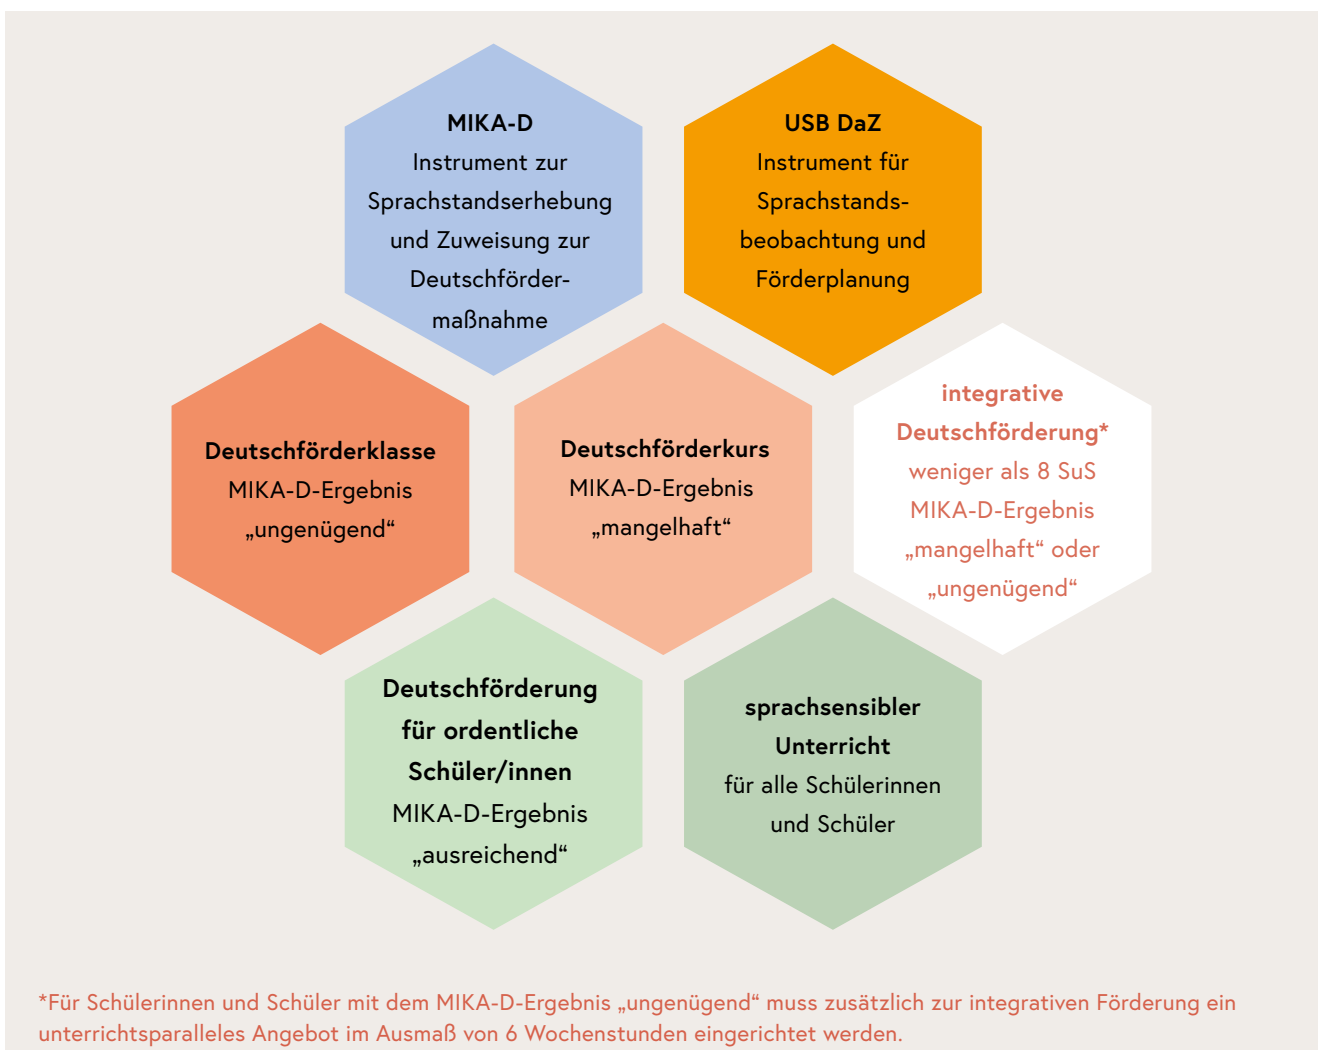 MIKA-D
Instrument zur
Sprachstandserhebung
und Zuweisung zur
Deutschförder-
maßnahme
USB DaZ
Instrument für
Sprachstands-
beobachtung und
Förderplanung
Deutschförderklasse
MIKA-D-Ergebnis
„ungenügend“
Deutschförderkurs
MIKA-D-Ergebnis
„mangelhaft“
integrative
Deutschförderung*
weniger als 8 SuS
MIKA-D-Ergebnis
„mangelhaft“ oder
„ungenügend“
Deutschförderung
für ordentliche
Schüler/innen
MIKA-D-Ergebnis
„ausreichend“
sprachsensibler
Unterricht
für alle Schülerinnen
und Schüler
*Für Schülerinnen und Schüler mit dem MIKA-D-Ergebnis „ungenügend“ muss zusätzlich zur integrativen Förderung ein
unterrichtsparalleles Angebot im Ausmaß von 6 Wochenstunden eingerichtet werden.